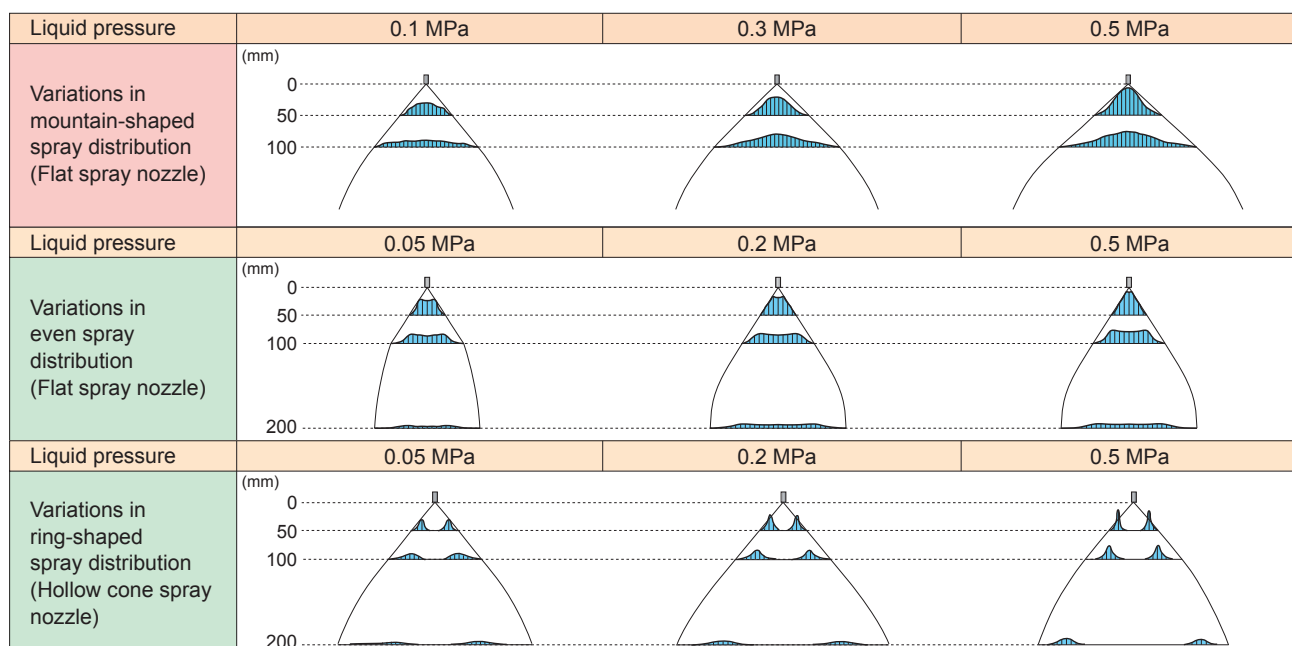 Liquid pressure 0.1 MPa 0.3 MPa 0.5 MPa
Variations in
mountain-shaped
spray distribution
(Flat spray nozzle)
(mm)
0
50
100
Liquid pressure 0.05 MPa 0.2 MPa 0.5 MPa
Variations in
even spray
distribution
(Flat spray nozzle)
(mm)
0
50
100
200
Liquid pressure 0.05 MPa 0.2 MPa 0.5 MPa
Variations in
ring-shaped
spray distribution
(Hollow cone spray
nozzle)
(mm)
0
50
100
200